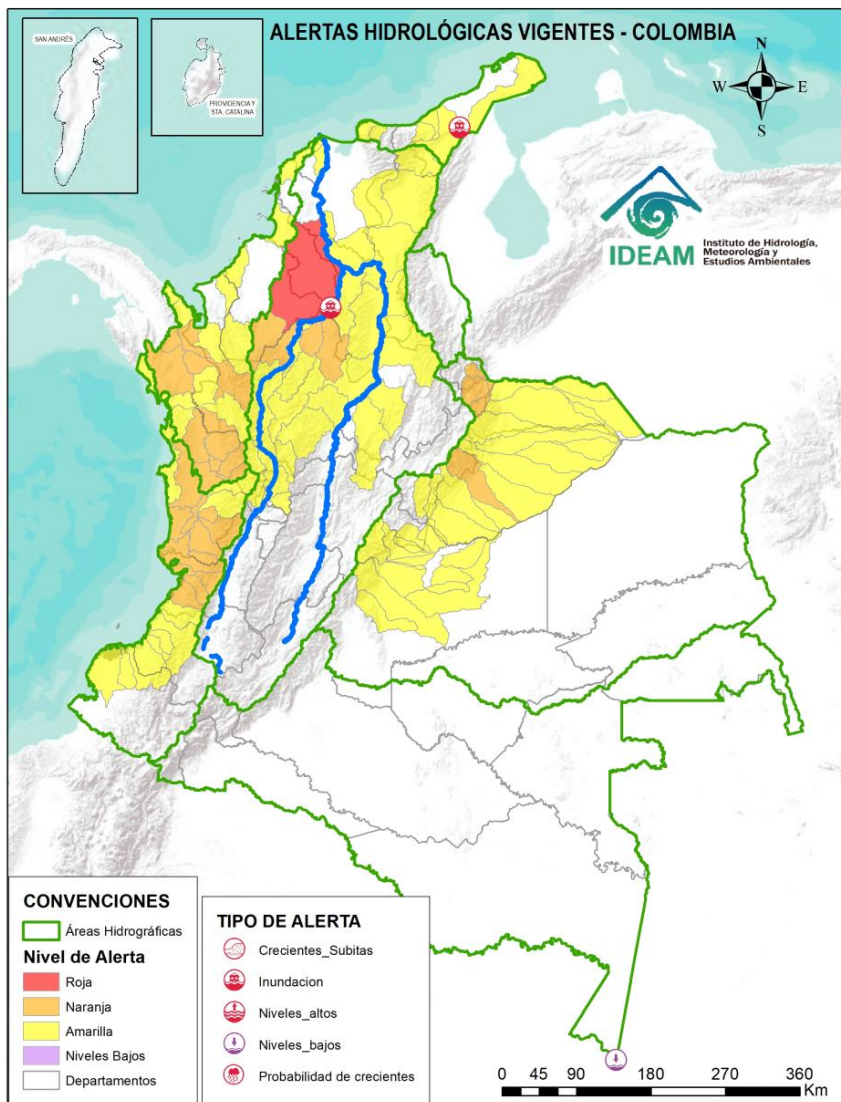 ALERTAS HIDROLÓGICAS VIGENTES - COLOMBIA
SAN ANDRÉS
PROVIDENCIA Y
STA. CATALINA
N
W
E
S
IDEAM
Instituto de Hidrología,
Meteorología y
Estudios Ambientales
CONVENCIONES
Áreas Hidrográficas
Nivel de Alerta
Roja
Naranja
Amarilla
Niveles Bajos
Departamentos
TIPO DE ALERTA
Crecientes_Subitas
Inundacion
Niveles_altos
Niveles_bajos
Probabilidad de crecientes
0 45 90 180 270 360
Km